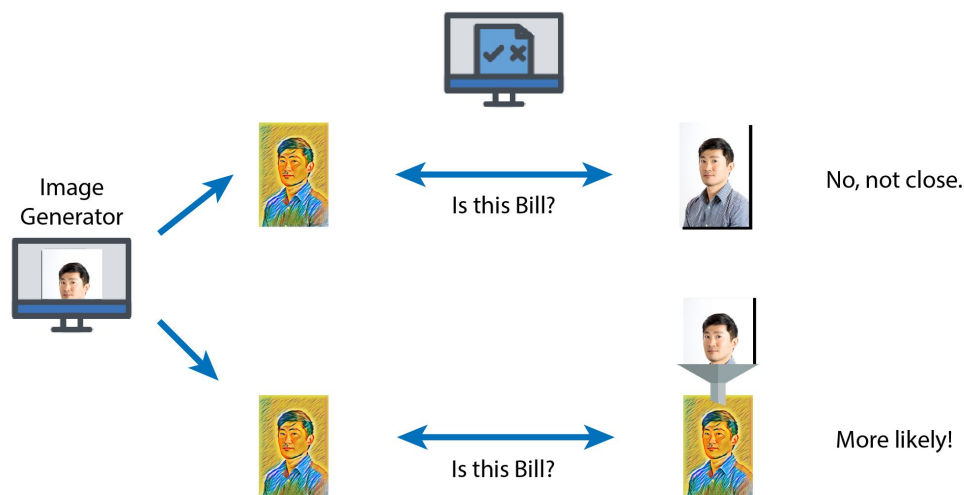 Image
Generator
Is this Bill?
No, not close.
Is this Bill?
More likely!